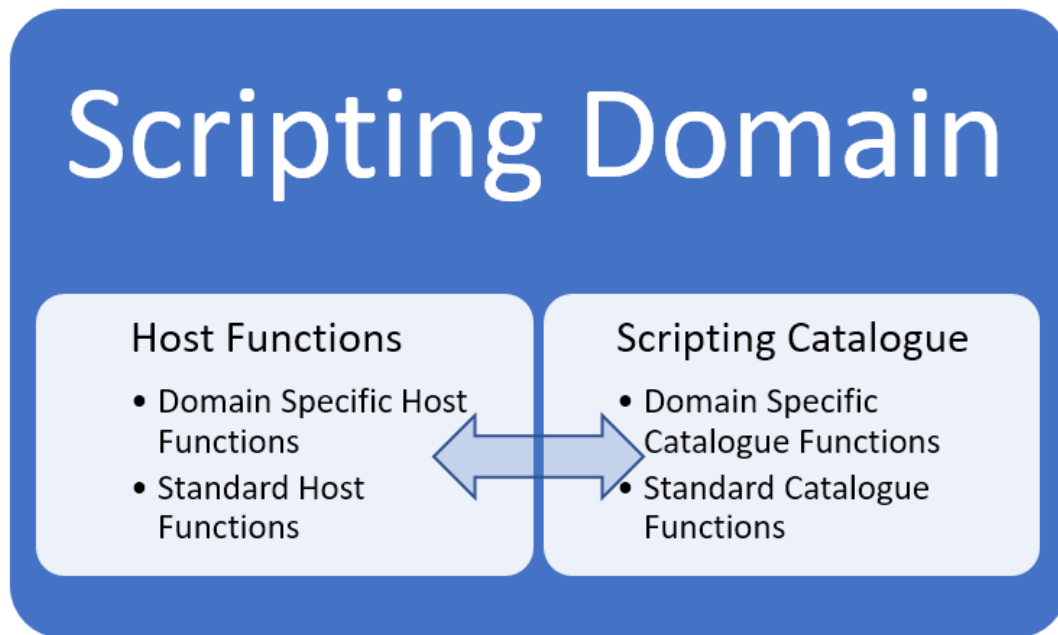 Scripting Domain
Host Functions
• Domain Specific Host
Functions
• Standard Host
Functions
Scripting Catalogue
• Domain Specific
Catalogue Functions
• Standard Catalogue
Functions